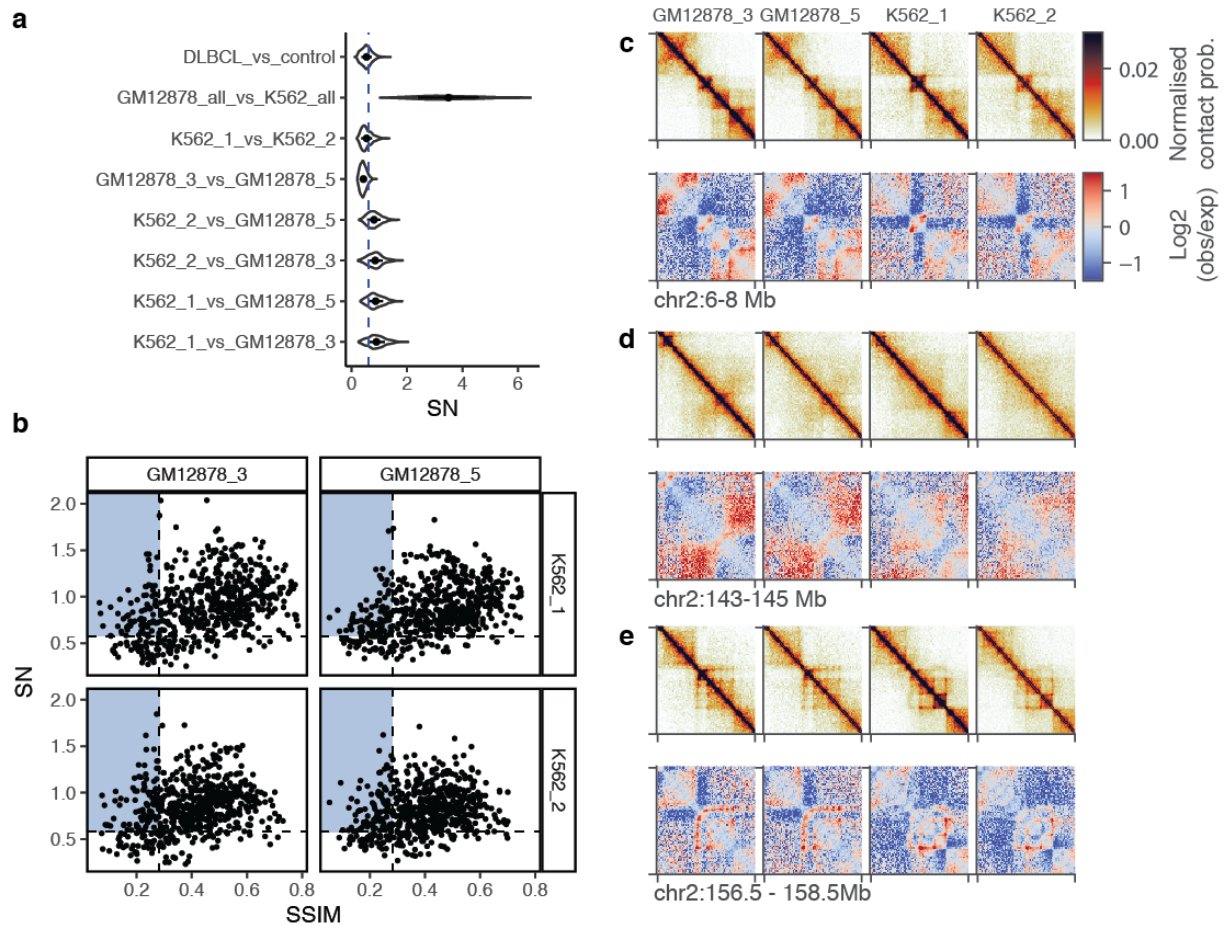 a
DLBCL_vs_control
GM12878_all_vs_K562_all
K562_1_vs_K562_2
GM12878_3_vs_GM12878_5
K562_2_vs_GM12878_5
K562_2_vs_GM12878_3
K562_1_vs_GM12878_5
K562_1_vs_GM12878_3
0 2 4 6
SN
b
GM12878_3 GM12878_5
2.0
1.5
1.0
0.5
K562_1
SN
2.0
1.5
1.0
0.5
K562_2
0.2 0.4 0.6 0.8 0.2 0.4 0.6 0.8
SSIM
GM12878_3 GM12878_5 K562_1 K562_2
c
0.02
0.00
Normalised
contact prob.
1
0
−1
Log2
(obs/exp)
chr2:6-8 Mb
d
chr2:143-145 Mb
e
chr2:156.5 - 158.5Mb